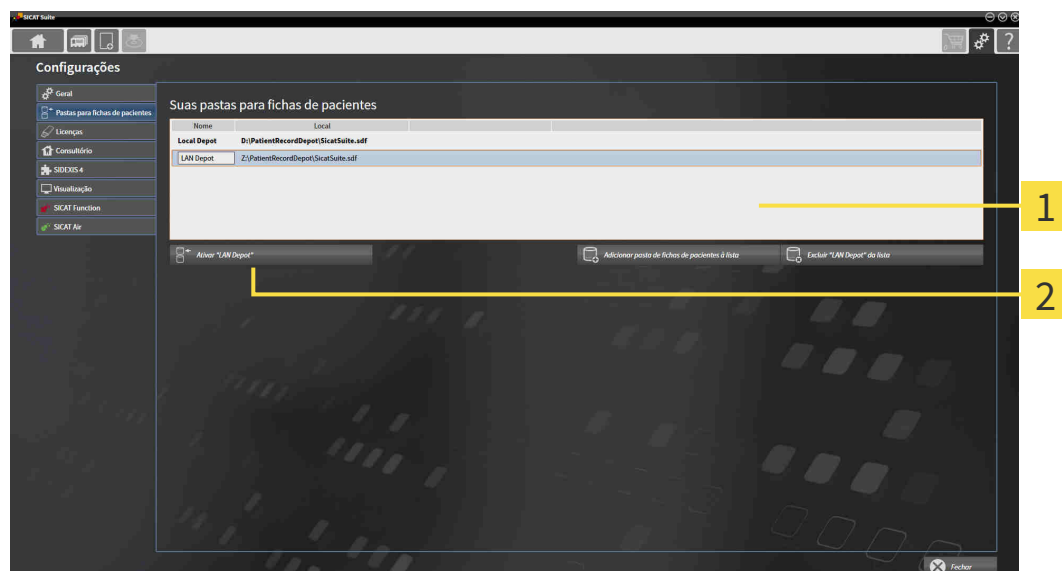 SICAT Suite
?
Configurações
Geral
Pastas para fichas de pacientes
Licenças
Consultório
SIDEXIS 4
Visualização
SICAT Function
SICAT Air
Suas pastas para fichas de pacientes
Nome Local
Local Depot D:\PatientRecordDepot\SicatSuite.sdf
LAN Depot Z:\PatientRecordDepot\SicatSuite.sdf
1
Ativar "LAN Depot" Adicionar pasta de fichas de pacientes à lista Excluir "LAN Depot" da lista
2
Fechar